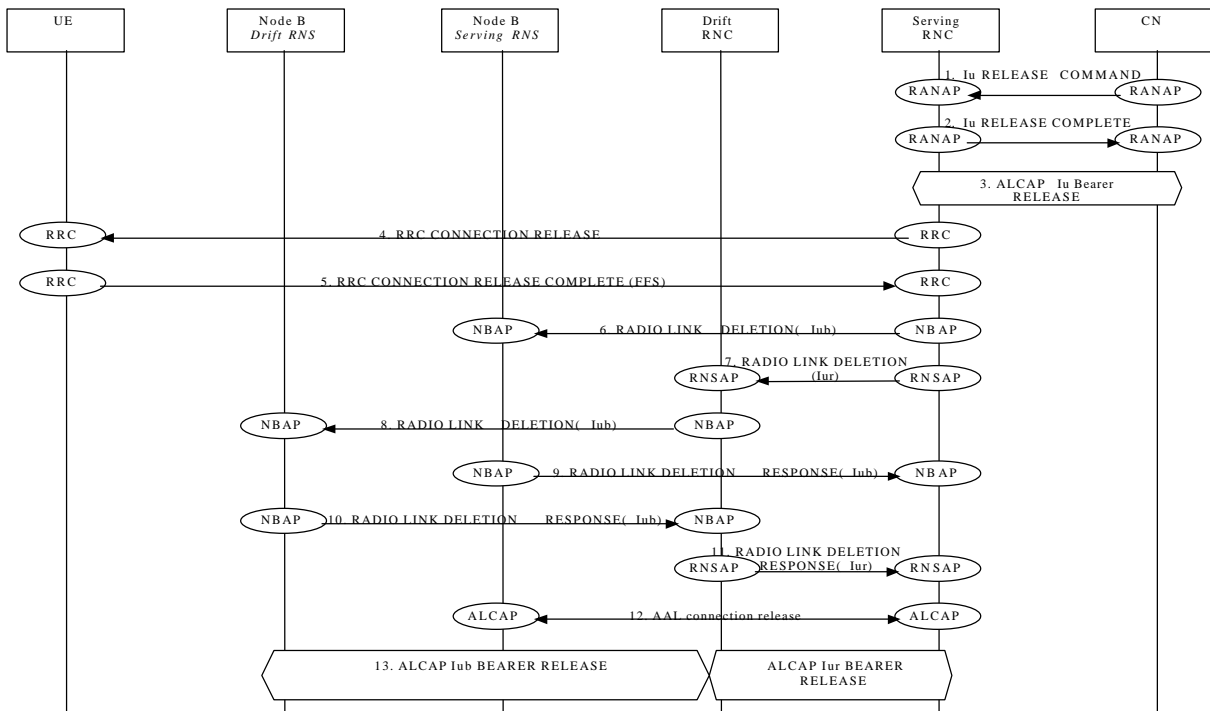 UE
Node B
Drift RNS
Node B
Serving RNS
Drift
RNC
Serving
RNC
CN
1. Iu RELEASE COMMAND
RANAP
RANAP
2. Iu RELEASE COMPLETE
RANAP
RANAP
3. ALCAP Iu Bearer
RELEASE
RRC
4. RRC CONNECTION RELEASE
RRC
RRC
5. RRC CONNECTION RELEASE COMPLETE (FFS)
RRC
NBAP
6. RADIO LINK DELETION( Iub)
NBAP
7. RADIO LINK DELETION
(Iur)
RNSAP
RNSAP
NBAP
8. RADIO LINK DELETION( Iub)
NBAP
NBAP
9. RADIO LINK DELETION RESPONSE( Iub)
NBAP
NBAP
10. RADIO LINK DELETION RESPONSE( Iub)
NBAP
11. RADIO LINK DELETION
RESPONSE( Iur)
RNSAP
RNSAP
ALCAP
12. AAL connection release
ALCAP
13. ALCAP Iub BEARER RELEASE
ALCAP Iur BEARER
RELEASE